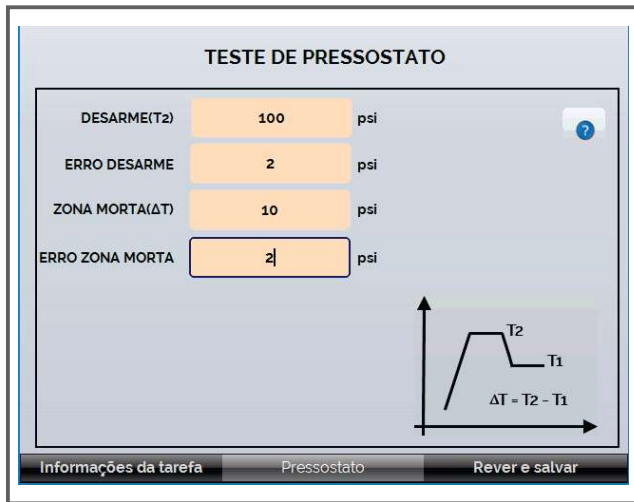 TESTE DE PRESSOSTATO
DESARME(T2) 100 psi
?
ERRO DESARME 2 psi
ZONA MORTA(ΔT) 10 psi
ERRO ZONA MORTA 2 psi
T2
T1
ΔT = T2 - T1
Informações da tarefa Pressostato Rever e salvar